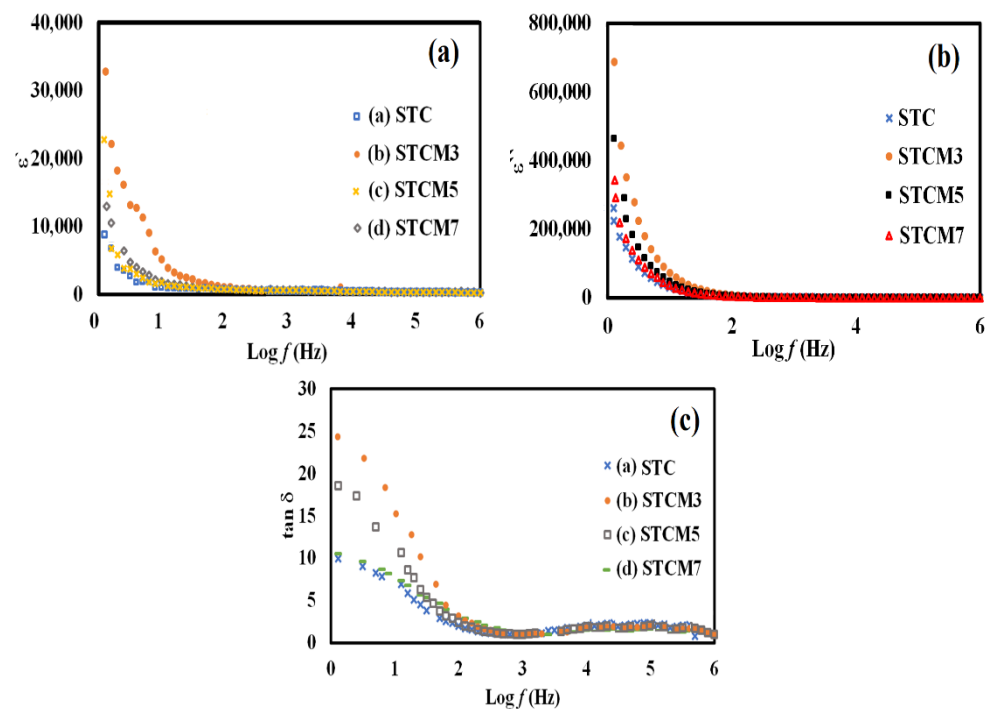 40,000
30,000
20,000
10,000
0
ε`
(a)
(a) STC
(b) STCM3
(c) STCM5
(d) STCM7
0 1 2 3 4 5 6
Log f (Hz)
800,000
600,000
400,000
200,000
0
ε``
(b)
STC
STCM3
STCM5
STCM7
0 2 4 6
Log f (Hz)
30
25
20
15
10
5
0
tan δ
(c)
(a) STC
(b) STCM3
(c) STCM5
(d) STCM7
0 1 2 3 4 5 6
Log f (Hz)